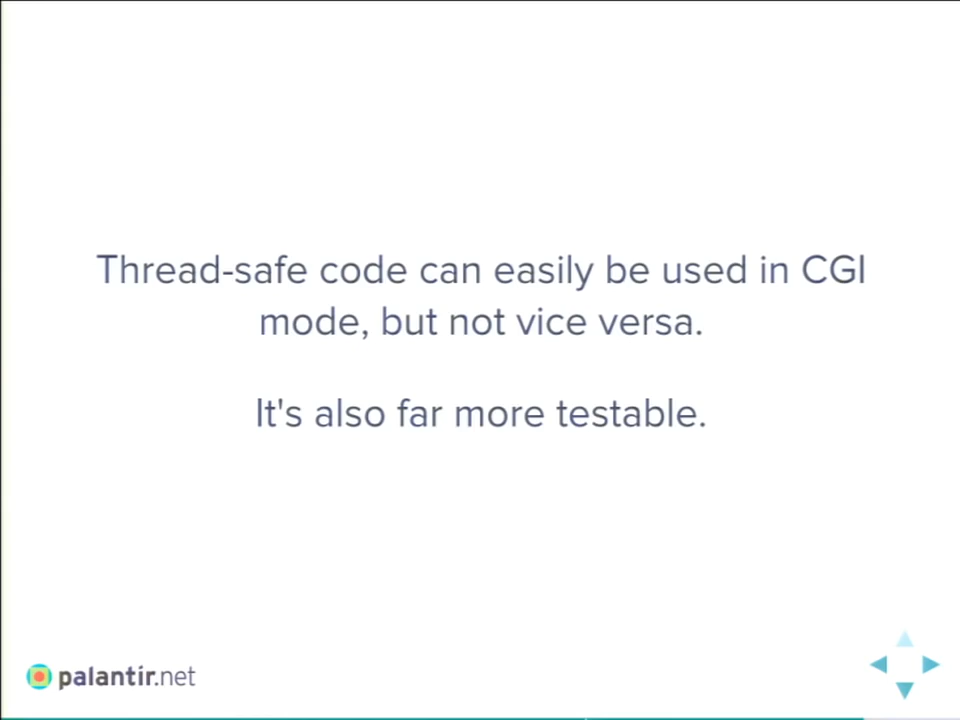 Thread-safe code can easily be used in CGI
mode, but not vice versa.
It's also far more testable.
palantir.net